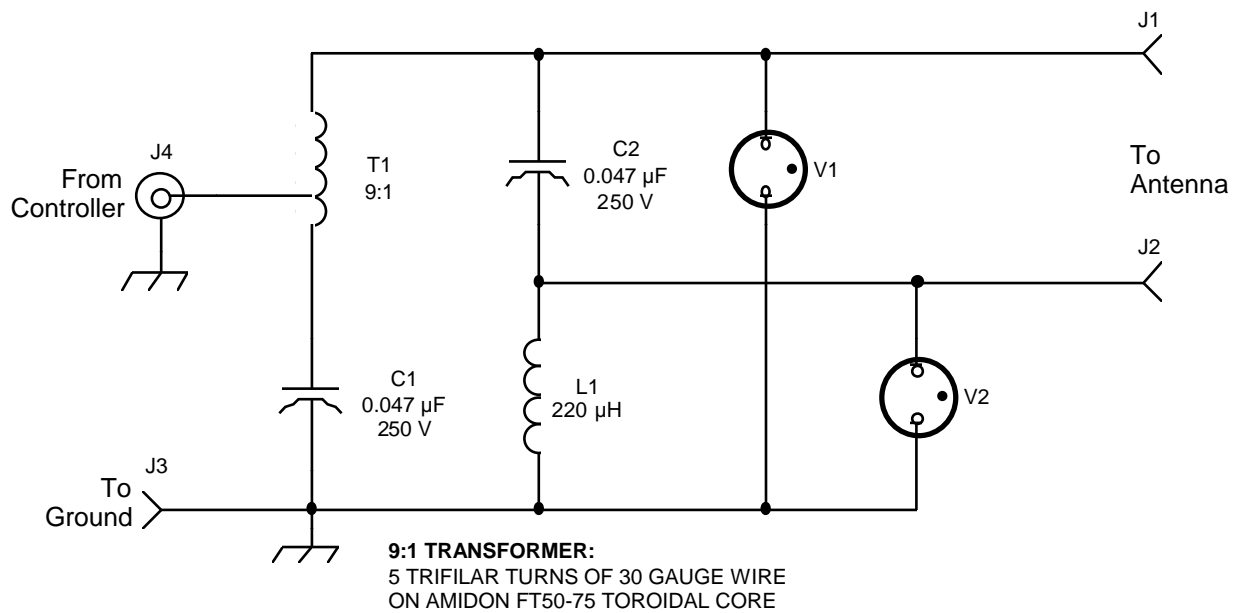 J1
J4
From
Controller
T1
9:1
C2
0.047 µF
250 V
V1
To
Antenna
J2
C1
0.047 µF
250 V
L1
220 µH
V2
J3
To
Ground
9:1 TRANSFORMER:
5 TRIFILAR TURNS OF 30 GAUGE WIRE
ON AMIDON FT50-75 TOROIDAL CORE